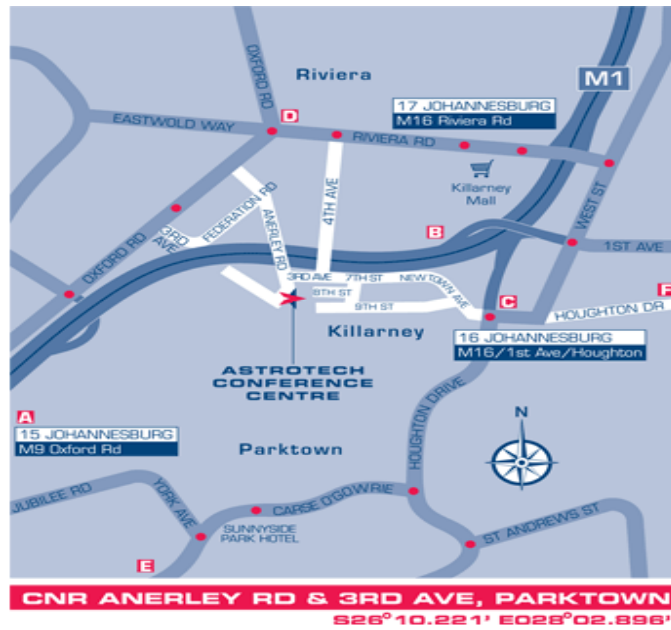 OXFORD RD
Riviera
M1
17 JOHANNESBURG
M16 Riviera Rd
EASTWOLD WAY
D
RIVIERA RD
Killarney
Mall
4TH AVE
WEST ST
FEDERATION RD
3RD
AVE
ANERLEY RD
B
1ST AVE
OXFORD RD
3RD AVE
7TH ST
NEWTOWN AVE
8TH ST
9TH ST
C
F
HOUGHTON DR
Killarney
16 JOHANNESBURG
M16/1st Ave/Houghton
ASTROTECH
CONFERENCE
CENTRE
A
15 JOHANNESBURG
M9 Oxford Rd
N
Parktown
HOUGHTON DRIVE
JUBILEE RD
YORK AVE
CARSE O'GOWRIE
SUNNYSIDE
PARK HOTEL
ST ANDREWS ST
E
CNR ANERLEY RD & 3RD AVE, PARKTOWN
S26°10.221' E028°02.896'